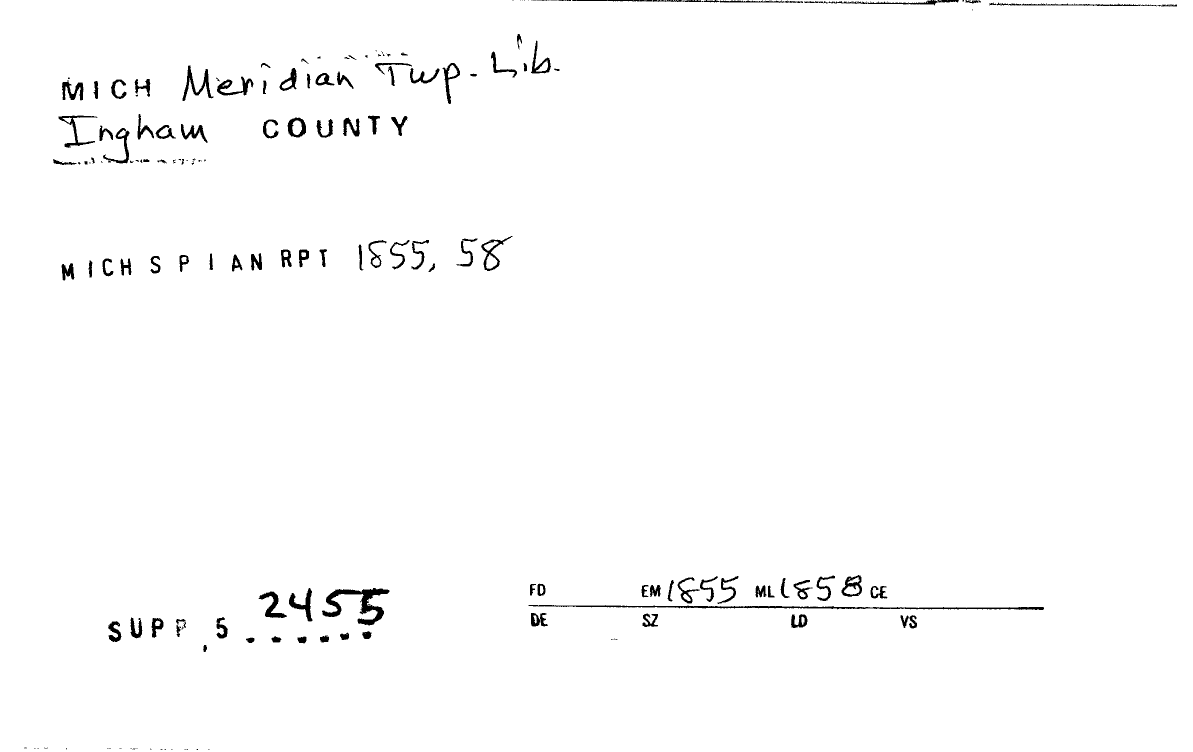 MICH Meridian Twp. Lib.
Ingham COUNTY
MICH S P I AN RPT 1855, 58
SUPP, 5 2455
FD EM 1855 ML 1858 CE
DE SZ LD VS